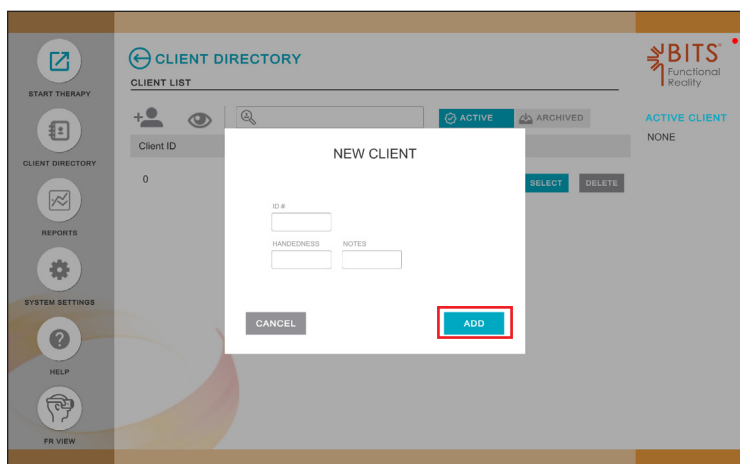 START THERAPY
CLIENT DIRECTORY
REPORTS
SYSTEM SETTINGS
HELP
FR VIEW
CLIENT DIRECTORY
CLIENT LIST
ACTIVE
ARCHIVED
Client ID
0
SELECT
DELETE
NEW CLIENT
ID #
HANDEDNESS
NOTES
CANCEL
ADD
BITS
Functional
Reality
ACTIVE CLIENT
NONE